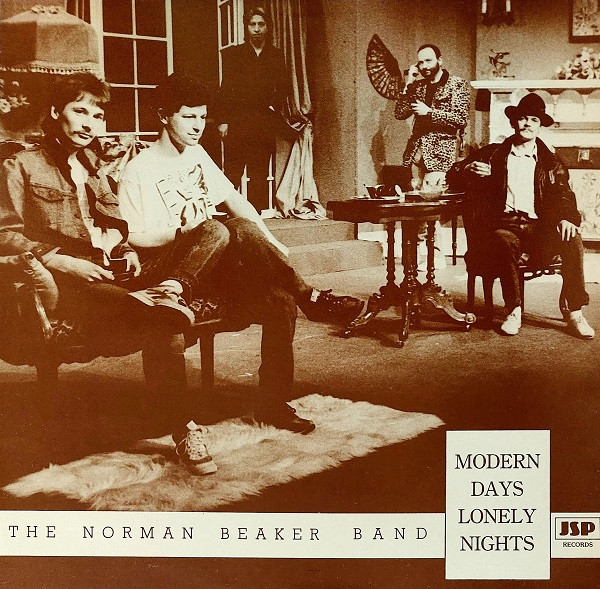 THE NORMAN BEAKER BAND
MODERN
DAYS
LONELY
NIGHTS
JSP
RECORDS